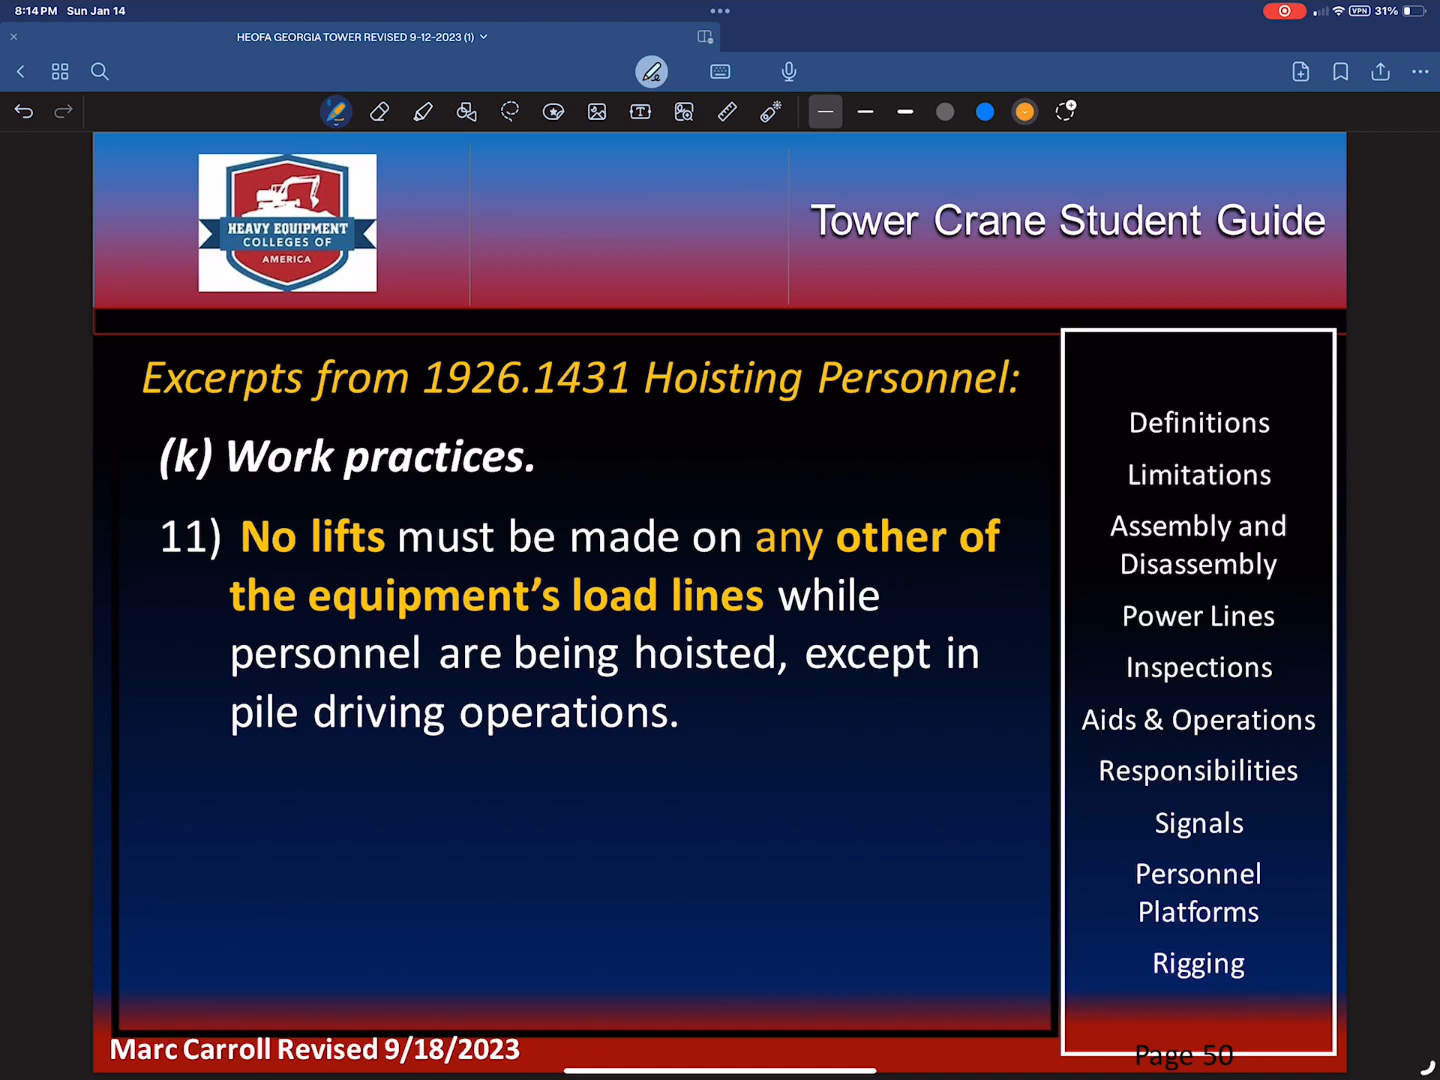 8:14 PM Sun Jan 14
VPN 31%
HEOFA GEORGIA TOWER REVISED 9-12-2023 (1)
HEAVY EQUIPMENT
COLLEGES OF
AMERICA
Tower Crane Student Guide
Excerpts from 1926.1431 Hoisting Personnel:
(k) Work practices.
11) No lifts must be made on any other of
the equipment’s load lines while
personnel are being hoisted, except in
pile driving operations.
Definitions
Limitations
Assembly and
Disassembly
Power Lines
Inspections
Aids & Operations
Responsibilities
Signals
Personnel
Platforms
Rigging
Marc Carroll Revised 9/18/2023
Page 50